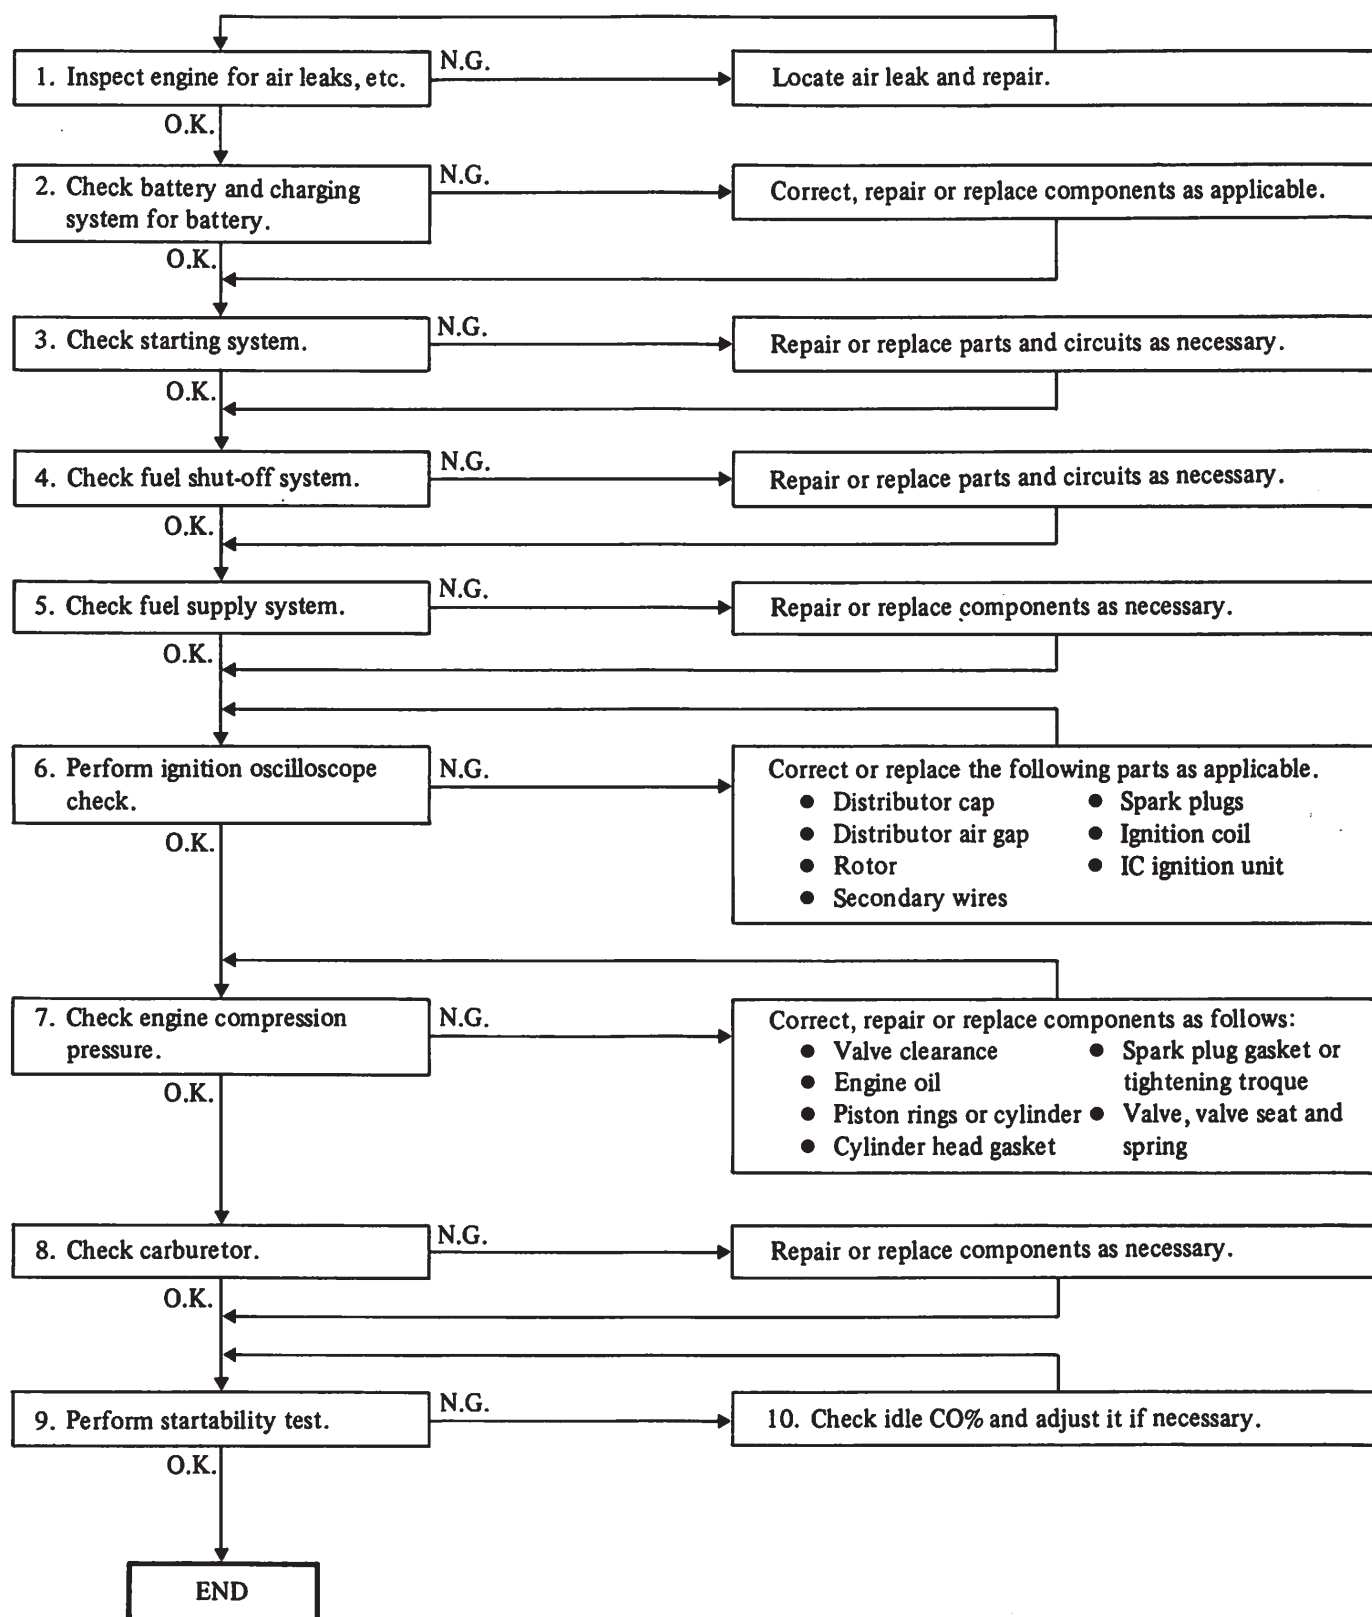 N.G.
1. Inspect engine for air leaks, etc.
Locate air leak and repair.
O.K.
N.G.
2. Check battery and charging
system for battery.
Correct, repair or replace components as applicable.
O.K.
N.G.
3. Check starting system.
Repair or replace parts and circuits as necessary.
O.K.
N.G.
4. Check fuel shut-off system.
Repair or replace parts and circuits as necessary.
O.K.
N.G.
5. Check fuel supply system.
Repair or replace components as necessary.
O.K.
6. Perform ignition oscilloscope
check.
N.G.
Correct or replace the following parts as applicable.
● Distributor cap
● Distributor air gap
● Rotor
● Secondary wires
● Spark plugs
● Ignition coil
● IC ignition unit
O.K.
7. Check engine compression
pressure.
N.G.
Correct, repair or replace components as follows:
● Valve clearance
● Engine oil
● Piston rings or cylinder
● Cylinder head gasket
● Spark plug gasket or
tightening troque
● Valve, valve seat and
spring
O.K.
N.G.
8. Check carburetor.
Repair or replace components as necessary.
O.K.
N.G.
9. Perform startability test.
10. Check idle CO% and adjust it if necessary.
O.K.
END